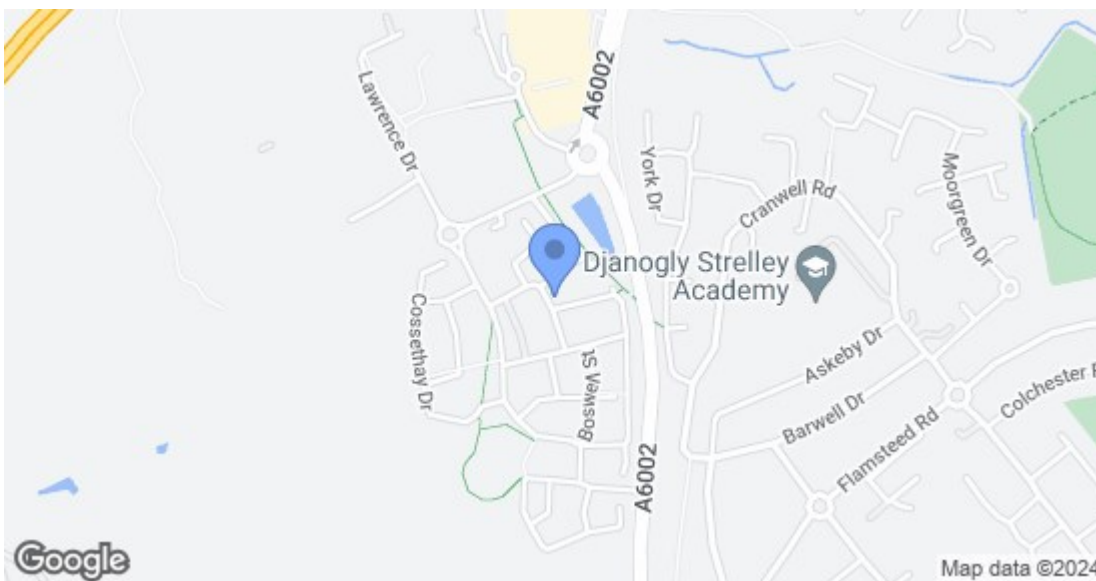 A6002
Lawrence Dr
York Dr
Cranwell Rd
Moorgreen Dr
Djanogly Strelley
Academy
Cossethay Dr
Boswell St
Askeby Dr
Barwell Dr
Flamsteed Rd
Colchester R
A6002
Google
Map data ©2024